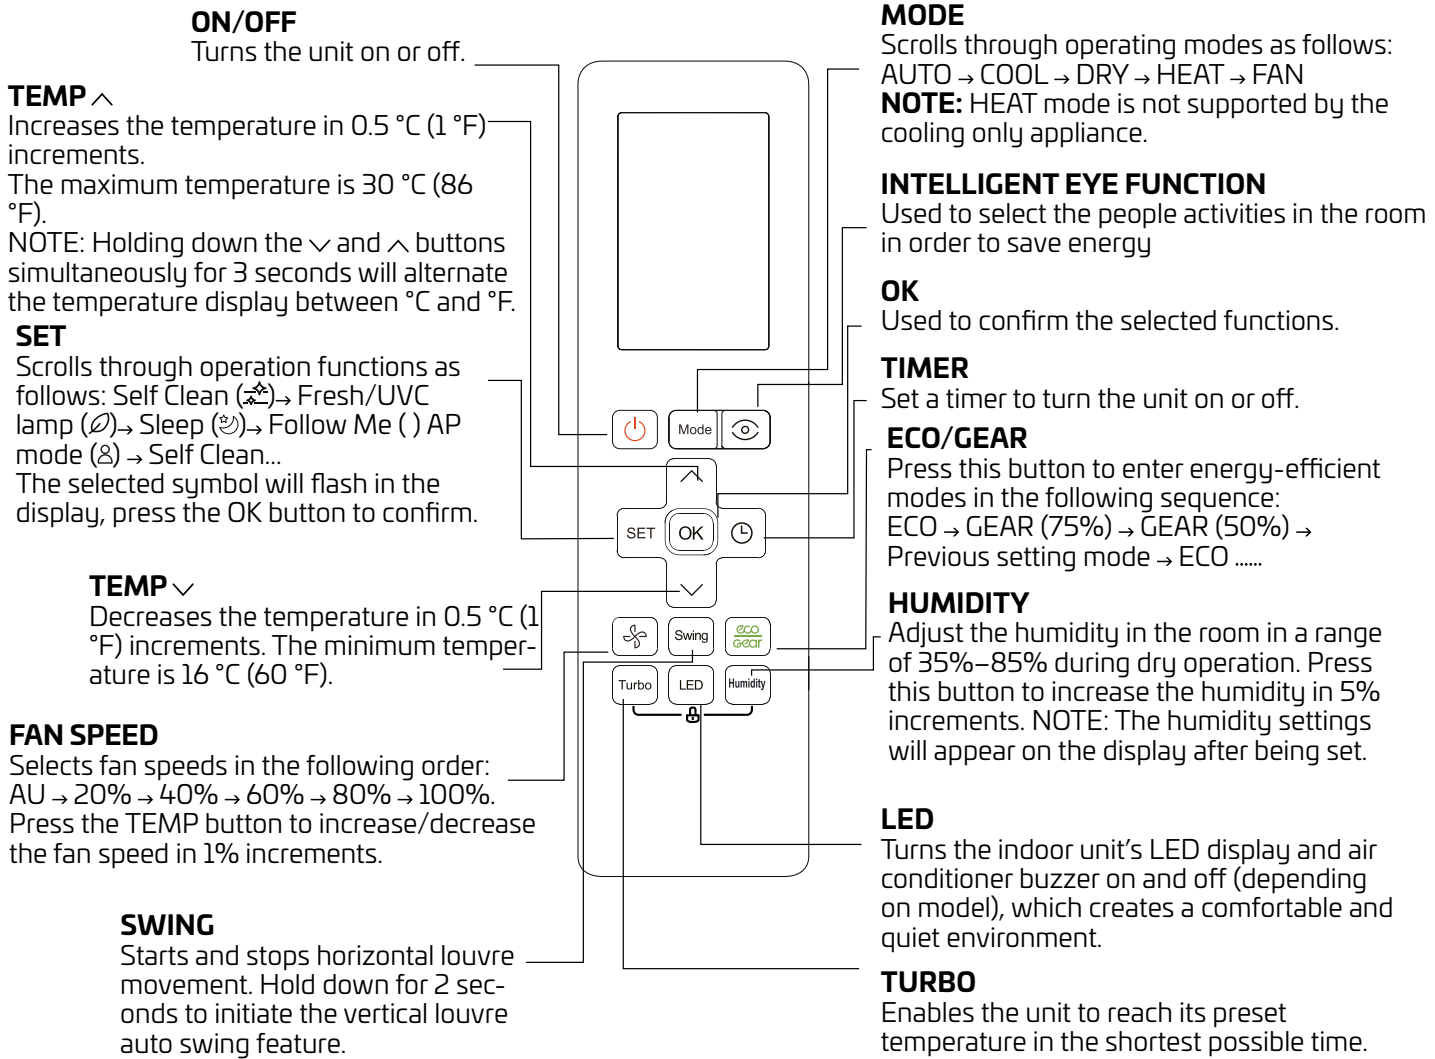 ON/OFF
Turns the unit on or off.
TEMP ︿
Increases the temperature in 0.5 °C (1 °F)
increments.
The maximum temperature is 30 °C (86
°F).
NOTE: Holding down the ﹀ and ︿ buttons
simultaneously for 3 seconds will alternate
the temperature display between °C and °F.
SET
Scrolls through operation functions as
follows: Self Clean ( )→ Fresh/UVC
lamp ( )→ Sleep ( )→ Follow Me ( ) AP
mode ( ) → Self Clean...
The selected symbol will flash in the
display, press the OK button to confirm.
TEMP ﹀
Decreases the temperature in 0.5 °C (1
°F) increments. The minimum temper-
ature is 16 °C (60 °F).
FAN SPEED
Selects fan speeds in the following order:
AU → 20% → 40% → 60% → 80% → 100%.
Press the TEMP button to increase/decrease
the fan speed in 1% increments.
SWING
Starts and stops horizontal louvre
movement. Hold down for 2 sec-
onds to initiate the vertical louvre
auto swing feature.
Mode
SET
OK
Swing
eco
Gear
Turbo
LED
Humidity
MODE
Scrolls through operating modes as follows:
AUTO → COOL → DRY → HEAT → FAN
NOTE: HEAT mode is not supported by the
cooling only appliance.
INTELLIGENT EYE FUNCTION
Used to select the people activities in the room
in order to save energy
OK
Used to confirm the selected functions.
TIMER
Set a timer to turn the unit on or off.
ECO/GEAR
Press this button to enter energy-efficient
modes in the following sequence:
ECO → GEAR (75%) → GEAR (50%) →
Previous setting mode → ECO ......
HUMIDITY
Adjust the humidity in the room in a range
of 35%–85% during dry operation. Press
this button to increase the humidity in 5%
increments. NOTE: The humidity settings
will appear on the display after being set.
LED
Turns the indoor unit's LED display and air
conditioner buzzer on and off (depending
on model), which creates a comfortable and
quiet environment.
TURBO
Enables the unit to reach its preset
temperature in the shortest possible time.